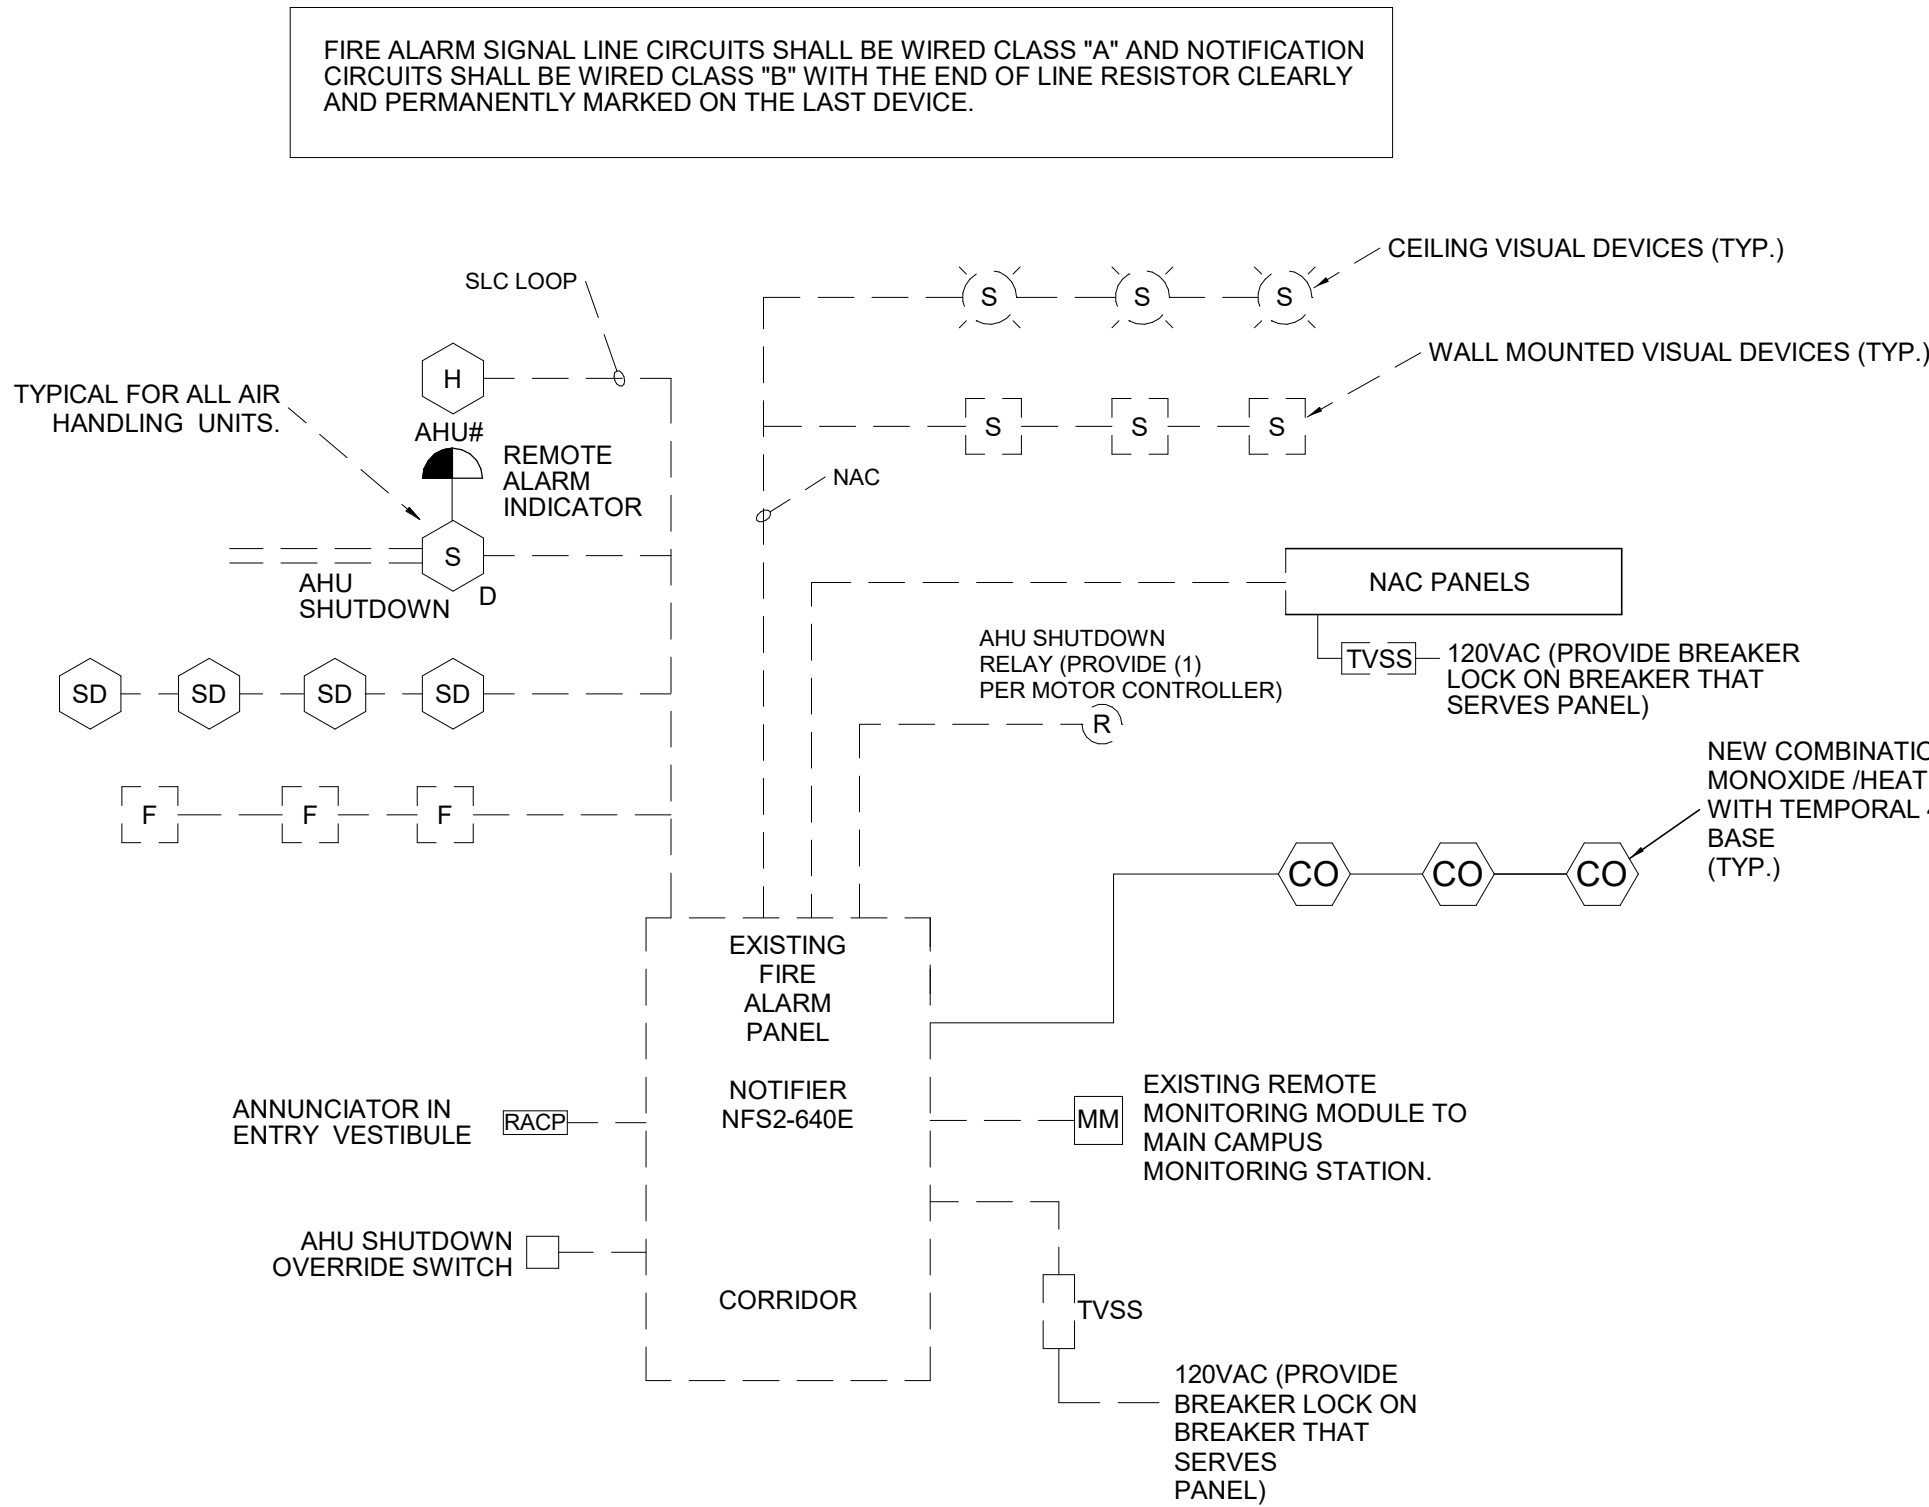 FIRE ALARM SIGNAL LINE CIRCUITS SHALL BE WIRED CLASS "A" AND NOTIFICATION
CIRCUITS SHALL BE WIRED CLASS "B" WITH THE END OF LINE RESISTOR CLEARLY
AND PERMANENTLY MARKED ON THE LAST DEVICE.
CEILING VISUAL DEVICES (TYP.)
SLC LOOP
S
S
S
WALL MOUNTED VISUAL DEVICES (TYP.)
H
TYPICAL FOR ALL AIR
HANDLING UNITS.
S
S
S
AHU#
REMOTE
ALARM
INDICATOR
NAC
S
D
AHU
SHUTDOWN
NAC PANELS
AHU SHUTDOWN
RELAY (PROVIDE (1)
PER MOTOR CONTROLLER)
TVSS
120VAC (PROVIDE BREAKER
LOCK ON BREAKER THAT
SERVES PANEL)
SD
SD
SD
SD
R
NEW COMBINATIO
MONOXIDE /HEAT
WITH TEMPORAL
BASE
(TYP.)
F
F
F
CO
CO
CO
EXISTING
FIRE
ALARM
PANEL
NOTIFIER
NFS2-640E
CORRIDOR
ANNUNCIATOR IN
ENTRY VESTIBULE
RACP
MM
EXISTING REMOTE
MONITORING MODULE TO
MAIN CAMPUS
MONITORING STATION.
AHU SHUTDOWN
OVERRIDE SWITCH
TVSS
120VAC (PROVIDE
BREAKER LOCK ON
BREAKER THAT
SERVES
PANEL)